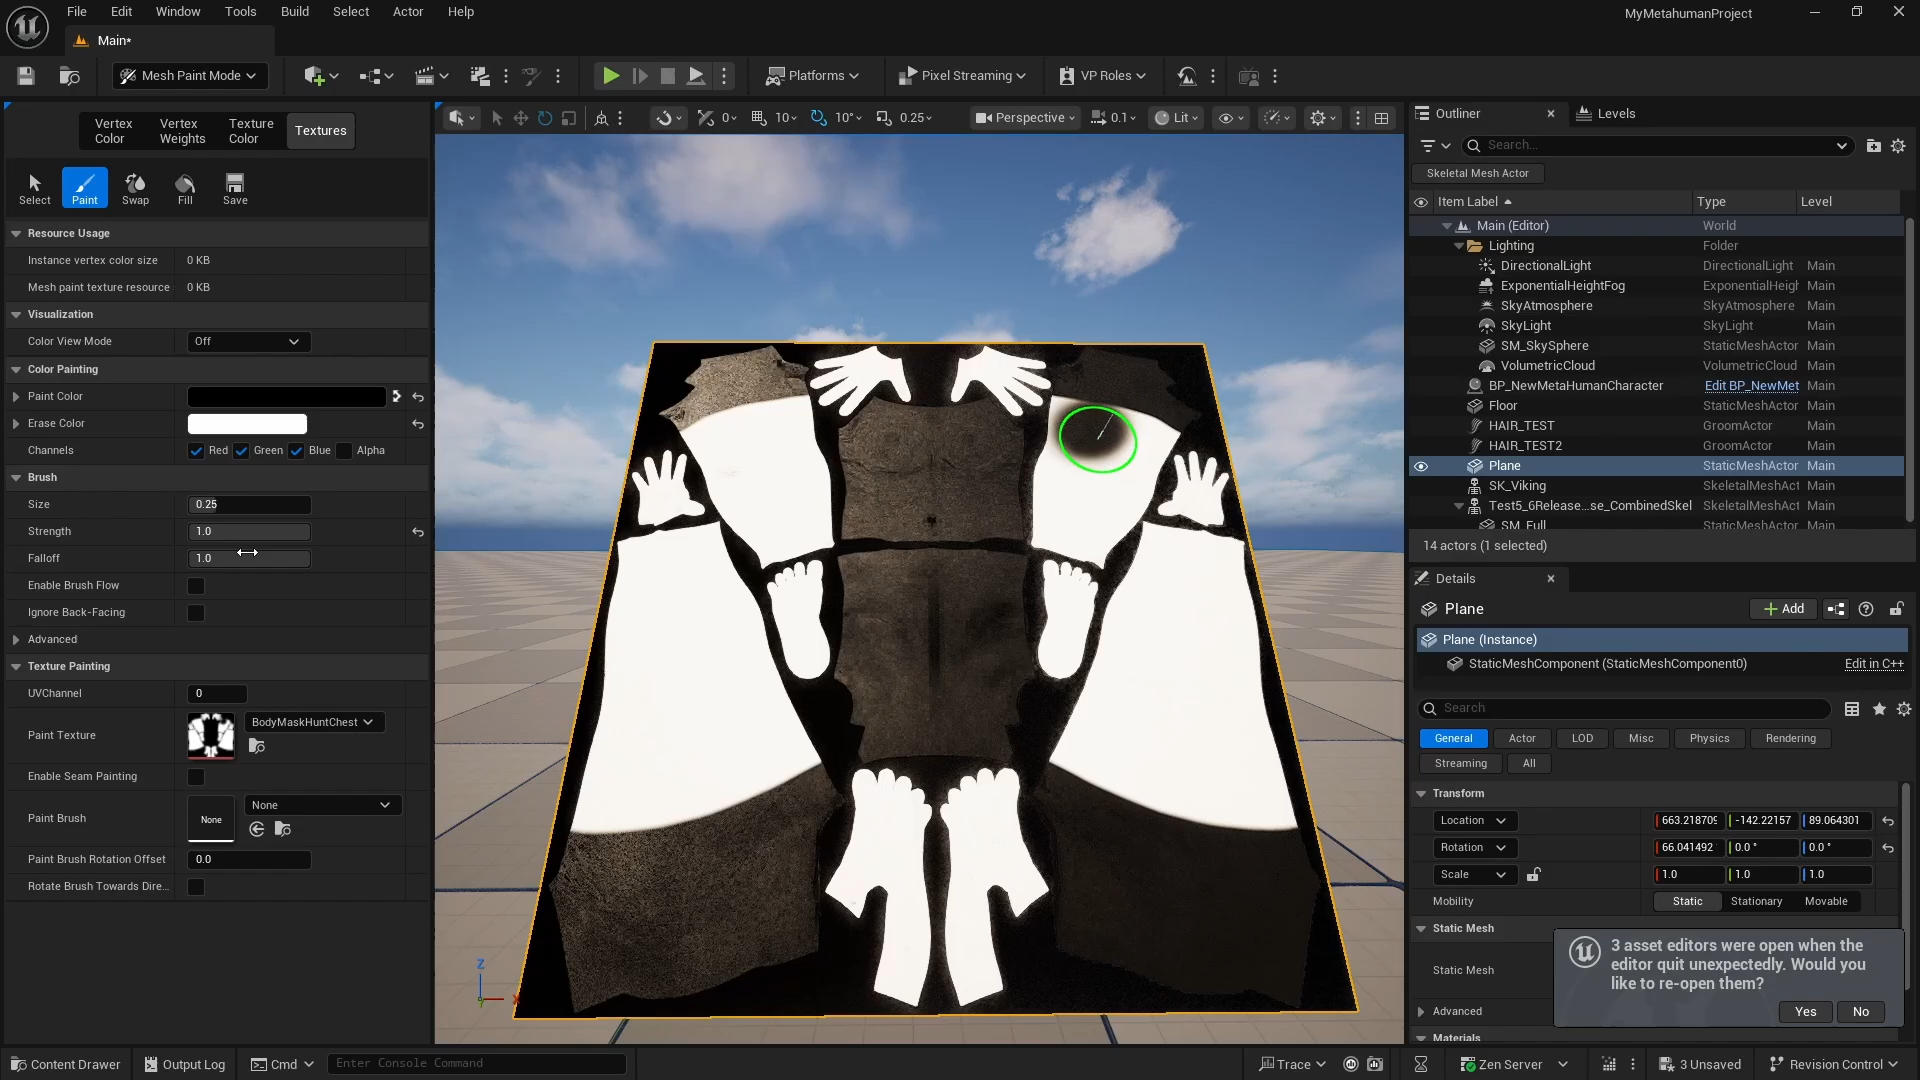 File Edit Window Tools Build Select Actor Help
MyMetahumanProject
Main*
Mesh Paint Mode
Platforms
Pixel Streaming
VP Roles
Vertex Color
Vertex Weights
Texture Color
Textures
Select Paint Swap Fill Save
Resource Usage
Instance vertex color size 0 KB
Mesh paint texture resource 0 KB
Visualization
Color View Mode Off
Color Painting
Paint Color
Erase Color
Channels Red Green Blue Alpha
Brush
Size 0.25
Strength 1.0
Falloff 1.0
Enable Brush Flow
Ignore Back-Facing
Advanced
Texture Painting
UVChannel 0
Paint Texture BodyMaskHuntChest
Enable Seam Painting
Paint Brush None None
Paint Brush Rotation Offset 0.0
Rotate Brush Towards Dire...
0 10 10° 0.25 Perspective 0.1 Lit
Z
X
Outliner Levels
Search...
Skeletal Mesh Actor
Item Label Type Level
Main (Editor) World
Lighting Folder
DirectionalLight DirectionalLight Main
ExponentialHeightFog ExponentialHeigh Main
SkyAtmosphere SkyAtmosphere Main
SkyLight SkyLight Main
SM_SkySphere StaticMeshActor Main
VolumetricCloud VolumetricCloud Main
BP_NewMetaHumanCharacter Edit BP_NewMet Main
Floor StaticMeshActor Main
HAIR_TEST GroomActor Main
HAIR_TEST2 GroomActor Main
Plane StaticMeshActor Main
SK_Viking SkeletalMeshAct Main
Test5_6Release...se_CombinedSkel SkeletalMeshAct Main
SM_Full StaticMeshActor Main
14 actors (1 selected)
Details
Plane Add
Plane (Instance)
StaticMeshComponent (StaticMeshComponent0) Edit in C++
Search
General Actor LOD Misc Physics Rendering
Streaming All
Transform
Location 663.218709 -142.22157 89.064301
Rotation 66.041492 0.0 ° 0.0 °
Scale 1.0 1.0 1.0
Mobility Static Stationary Movable
Static Mesh
Static Mesh
Advanced
Materials
3 asset editors were open when the
editor quit unexpectedly. Would you
like to re-open them?
Yes No
Content Drawer Output Log Cmd Enter Console Command Trace Zen Server 3 Unsaved Revision Control